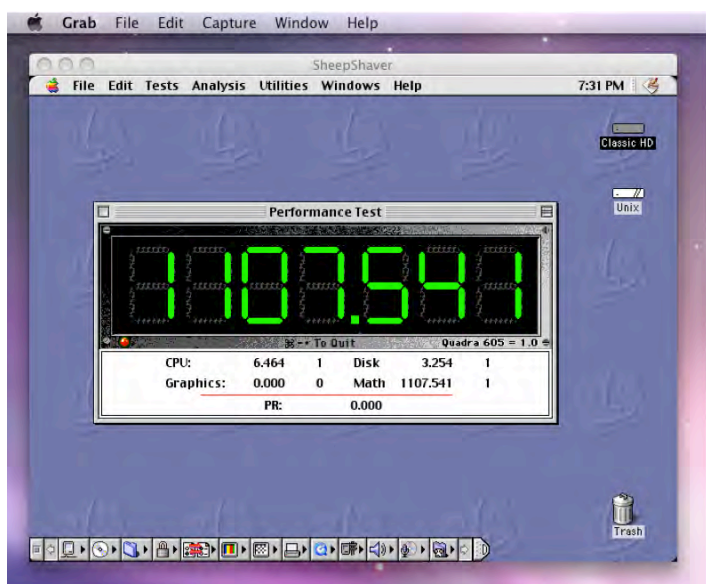 Grab File Edit Capture Window Help
SheepShaver
File Edit Tests Analysis Utilities Windows Help 7:31 PM
Classic HD
Unix
Performance Test
1107.541
⌘-. To Quit Quadra 605 = 1.0
CPU: 6.464 1 Disk 3.254 1
Graphics: 0.000 0 Math 1107.541 1
PR: 0.000
Trash